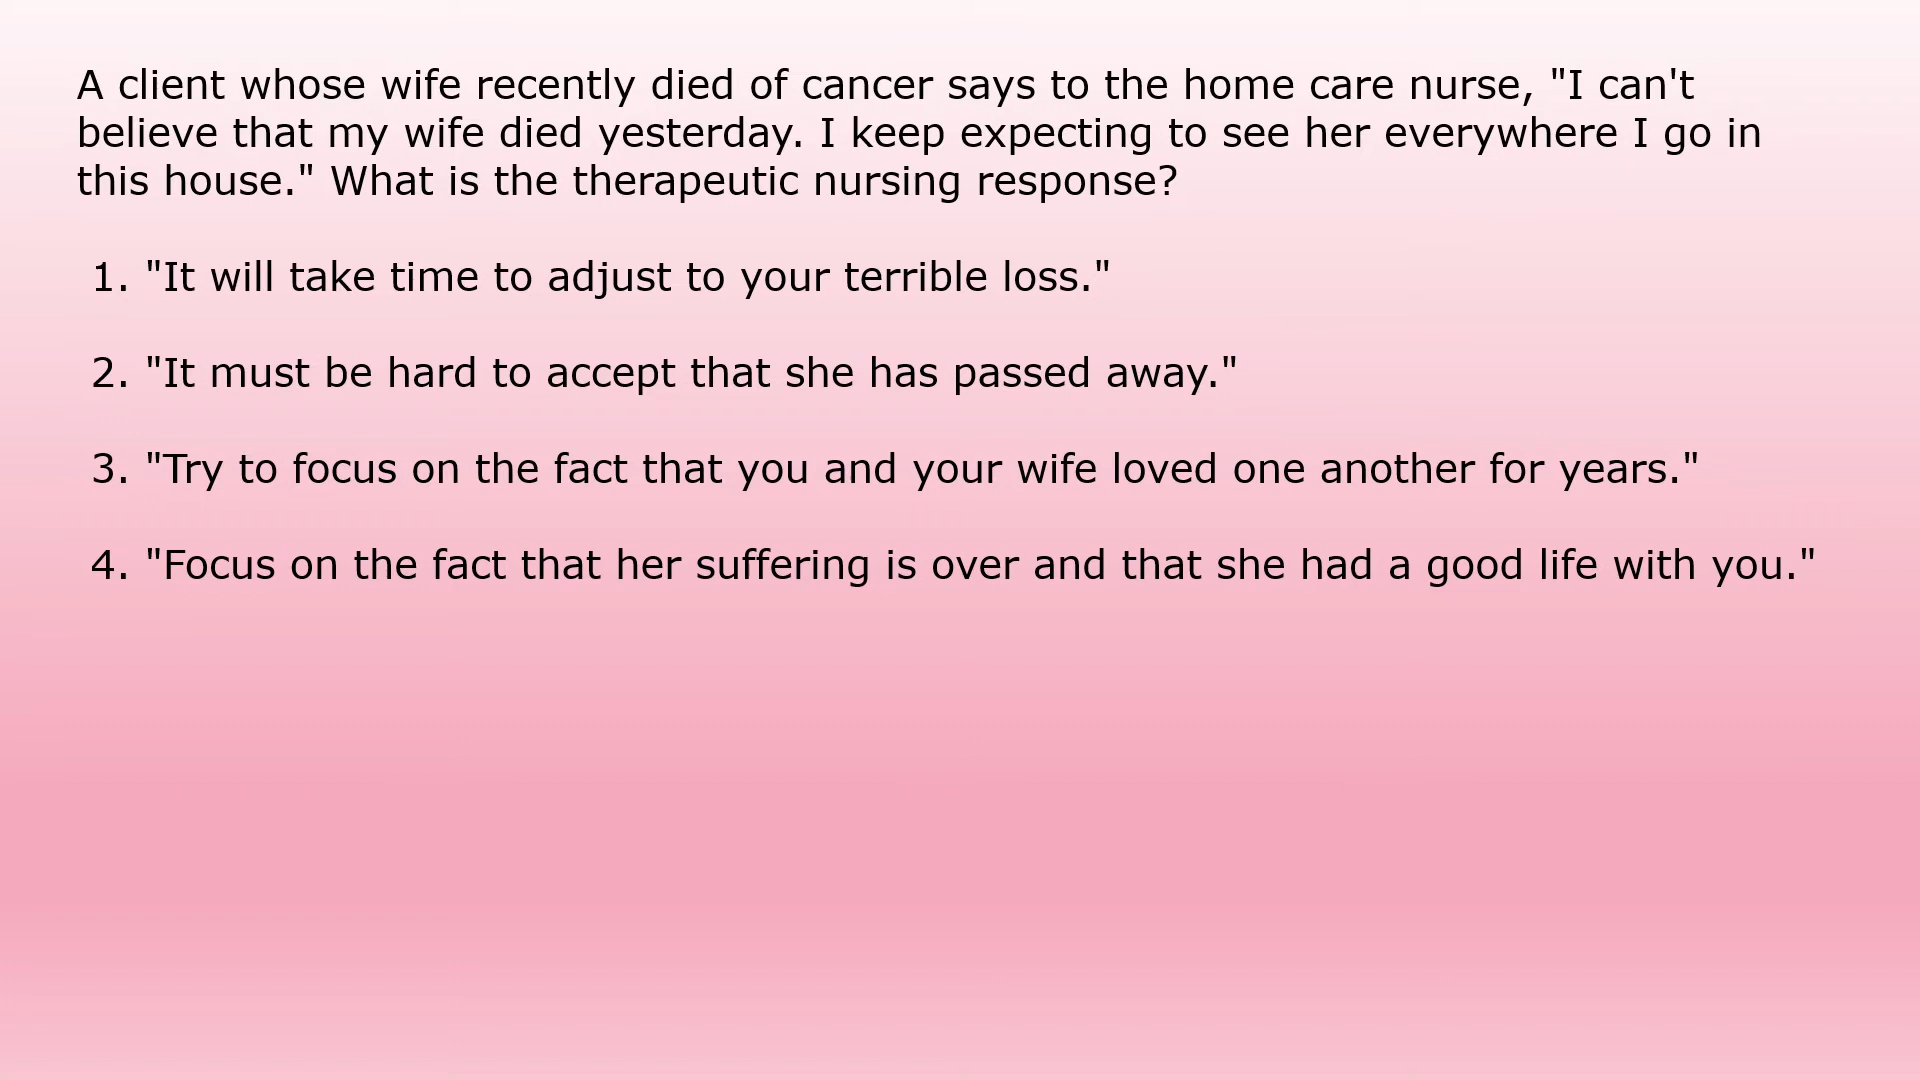 A client whose wife recently died of cancer says to the home care nurse, "I can't
believe that my wife died yesterday. I keep expecting to see her everywhere I go in
this house." What is the therapeutic nursing response?
1. "It will take time to adjust to your terrible loss."
2. "It must be hard to accept that she has passed away."
3. "Try to focus on the fact that you and your wife loved one another for years."
4. "Focus on the fact that her suffering is over and that she had a good life with you."